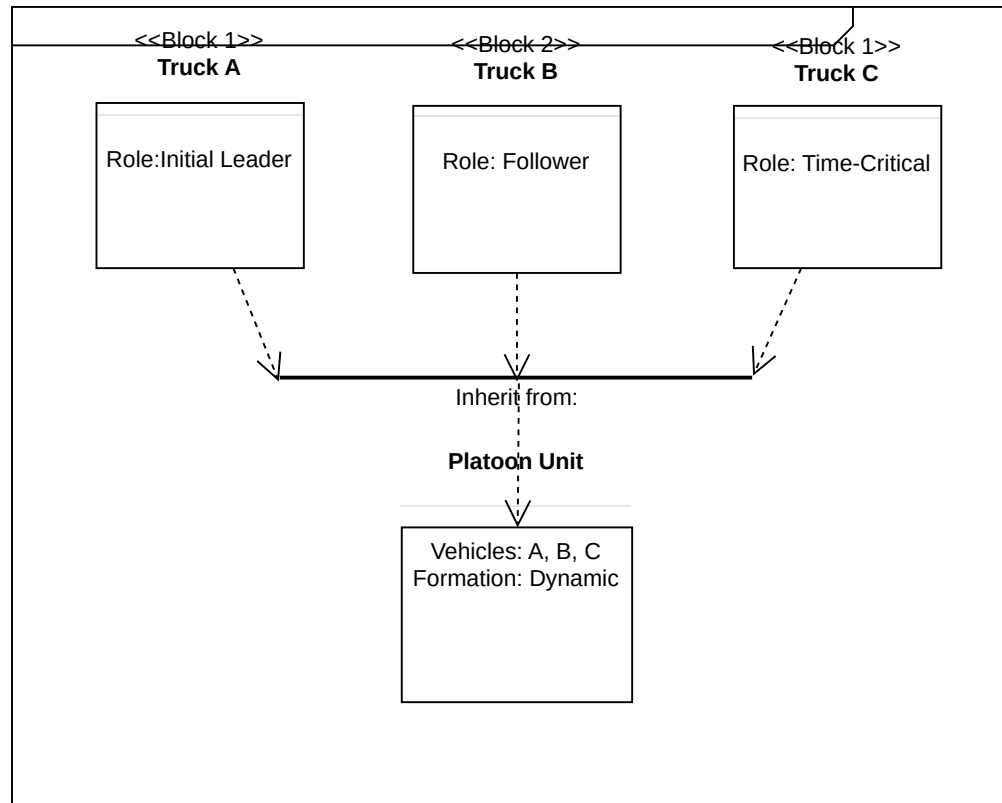 <<Block 1>>
Truck A
Role:Initial Leader
<<Block 2>>
Truck B
Role: Follower
<<Block 1>>
Truck C
Role: Time-Critical
Inherit from:
Platoon Unit
Vehicles: A, B, C
Formation: Dynamic